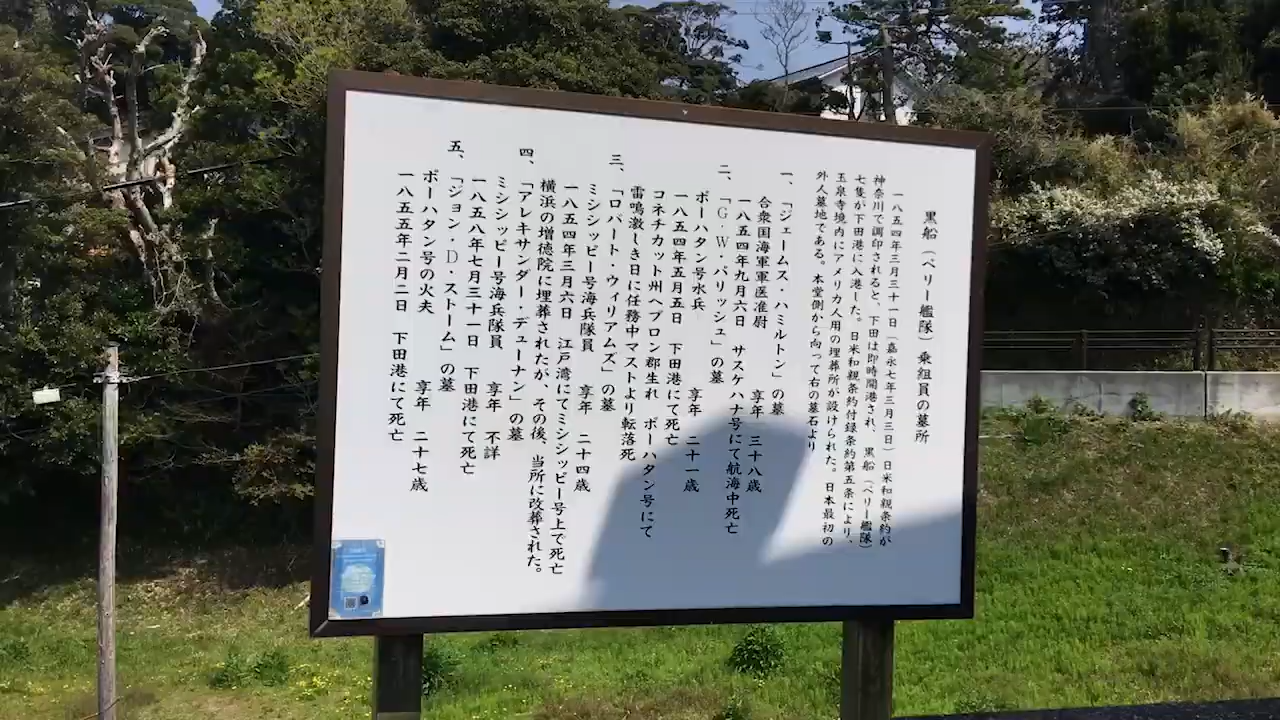 黒船（ペリー艦隊）乗組員の墓所
一八五四年三月三十一日（嘉永七年三月三日）日米和親条約が
神奈川で調印されると、下田は即時開港され、黒船（ペリー艦隊）
七隻が下田港に入港した。日米和親条約付録条約第五条により、
玉泉寺境内にアメリカ人用の埋葬所が設けられた。日本最初の
外人墓地である。本堂側から向って右の墓石より
一、「ジェームス・ハミルトン」の墓
合衆国海軍軍医准尉 享年 三十八歳
一八五四年九月六日 サスケハナ号にて航海中死亡
二、「G・W・パリッシュ」の墓
ポーハタン号水兵 享年 二十一歳
一八五四年五月五日 下田港にて死亡
コネチカット州ヘブロン郡生れ ポーハタン号にて
雷鳴激しき日に任務中マストより転落死
三、「ロバート・ウィリアムズ」の墓
ミシシッピー号海兵隊員 享年 二十四歳
一八五四年三月六日 江戸湾にてミシシッピー号上で死亡
横浜の増徳院に埋葬されたが、その後、当所に改葬された。
四、「アレキサンダー・デューナン」の墓
ミシシッピー号海兵隊員 享年 不詳
一八五八年七月三十一日 下田港にて死亡
五、「ジョン・D・ストーム」の墓
ポーハタン号の火夫 享年 二十七歳
一八五五年二月二日 下田港にて死亡